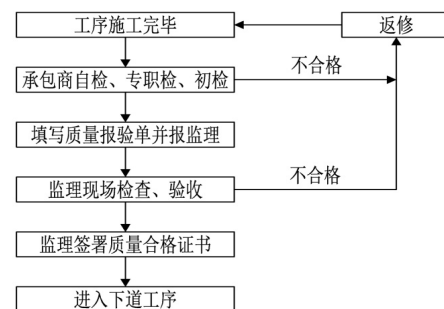 工序施工完毕
返修
承包商自检、专职检、初检
不合格
填写质量报验单并报监理
监理现场检查、验收
不合格
监理签署质量合格证书
进入下道工序